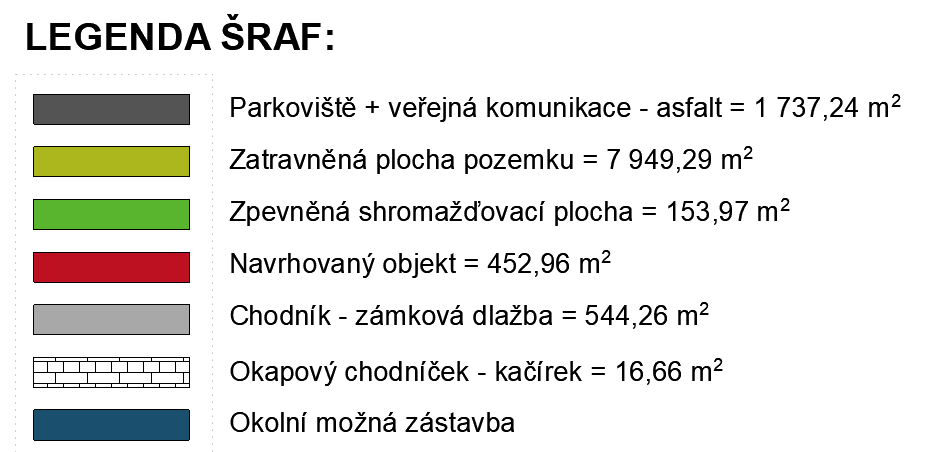 LEGENDA ŠRAF:
Parkoviště + veřejná komunikace - asfalt = 1 737,24 m²
Zatravněná plocha pozemku = 7 949,29 m²
Zpevněná shromažďovací plocha = 153,97 m²
Navrhovaný objekt = 452,96 m²
Chodník - zámková dlažba = 544,26 m²
Okapový chodníček - kačírek = 16,66 m²
Okolní možná zástavba